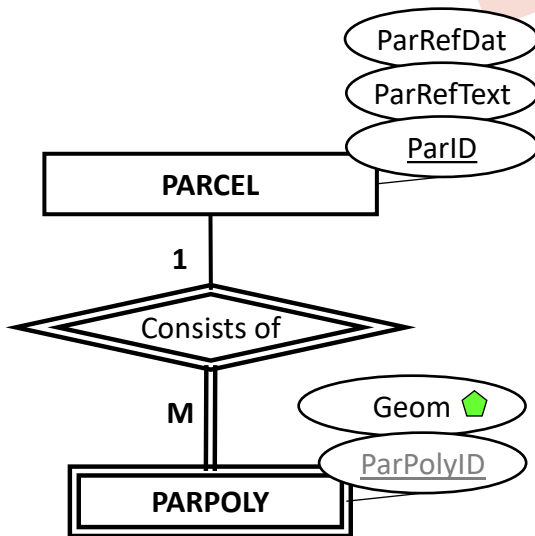 ParRefDat
ParRefText
ParID
PARCEL
1
Consists of
M
Geom
ParPolyID
PARPOLY